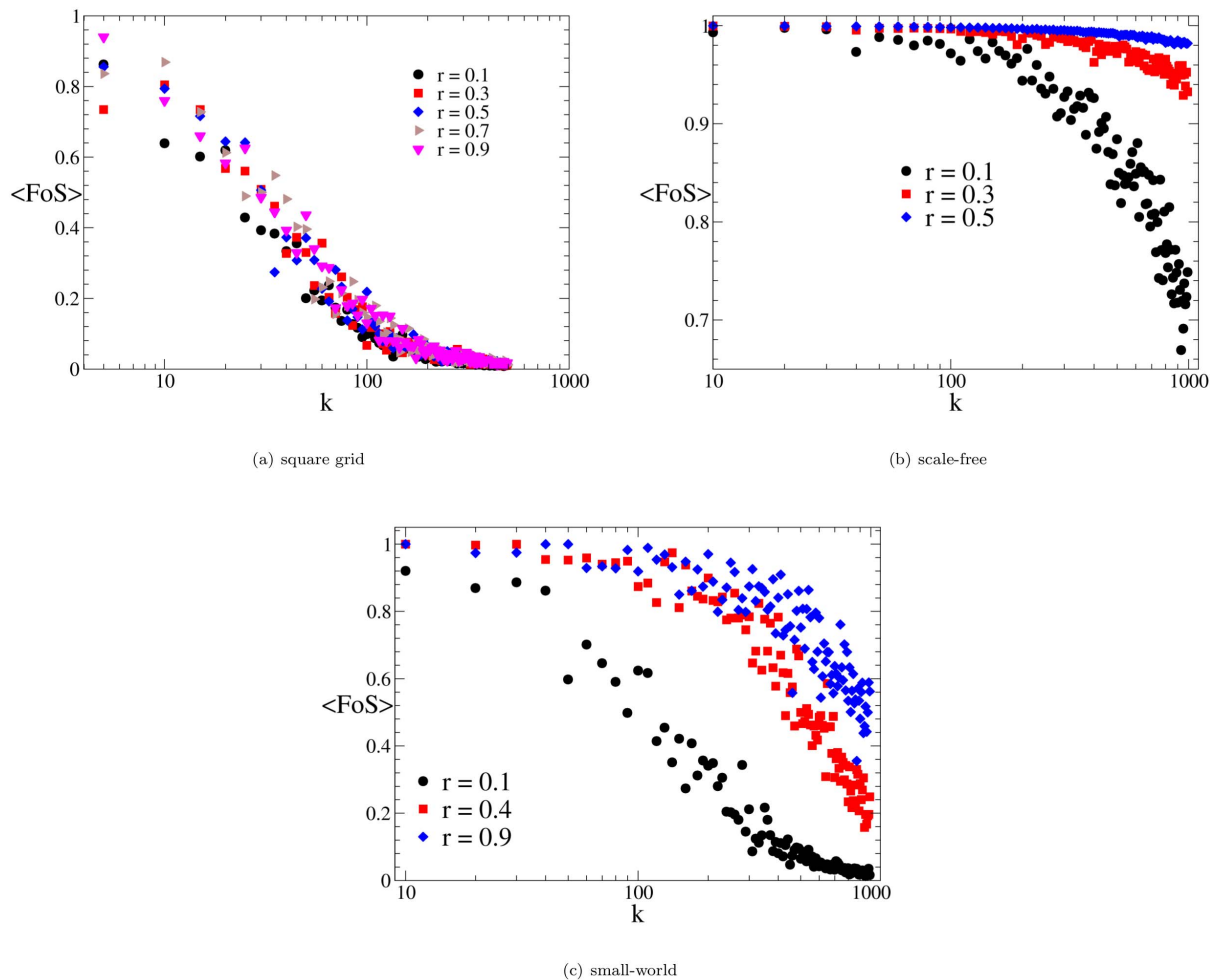 1
0.8
0.6
<FoS>
0.4
0.2
0
10
100
1000
k
r = 0.1
r = 0.3
r = 0.5
r = 0.7
r = 0.9
(a) square grid
1
0.9
<FoS>
0.8
0.7
10
100
1000
k
r = 0.1
r = 0.3
r = 0.5
(b) scale-free
1
0.8
0.6
<FoS>
0.4
0.2
0
10
100
1000
k
r = 0.1
r = 0.4
r = 0.9
(c) small-world